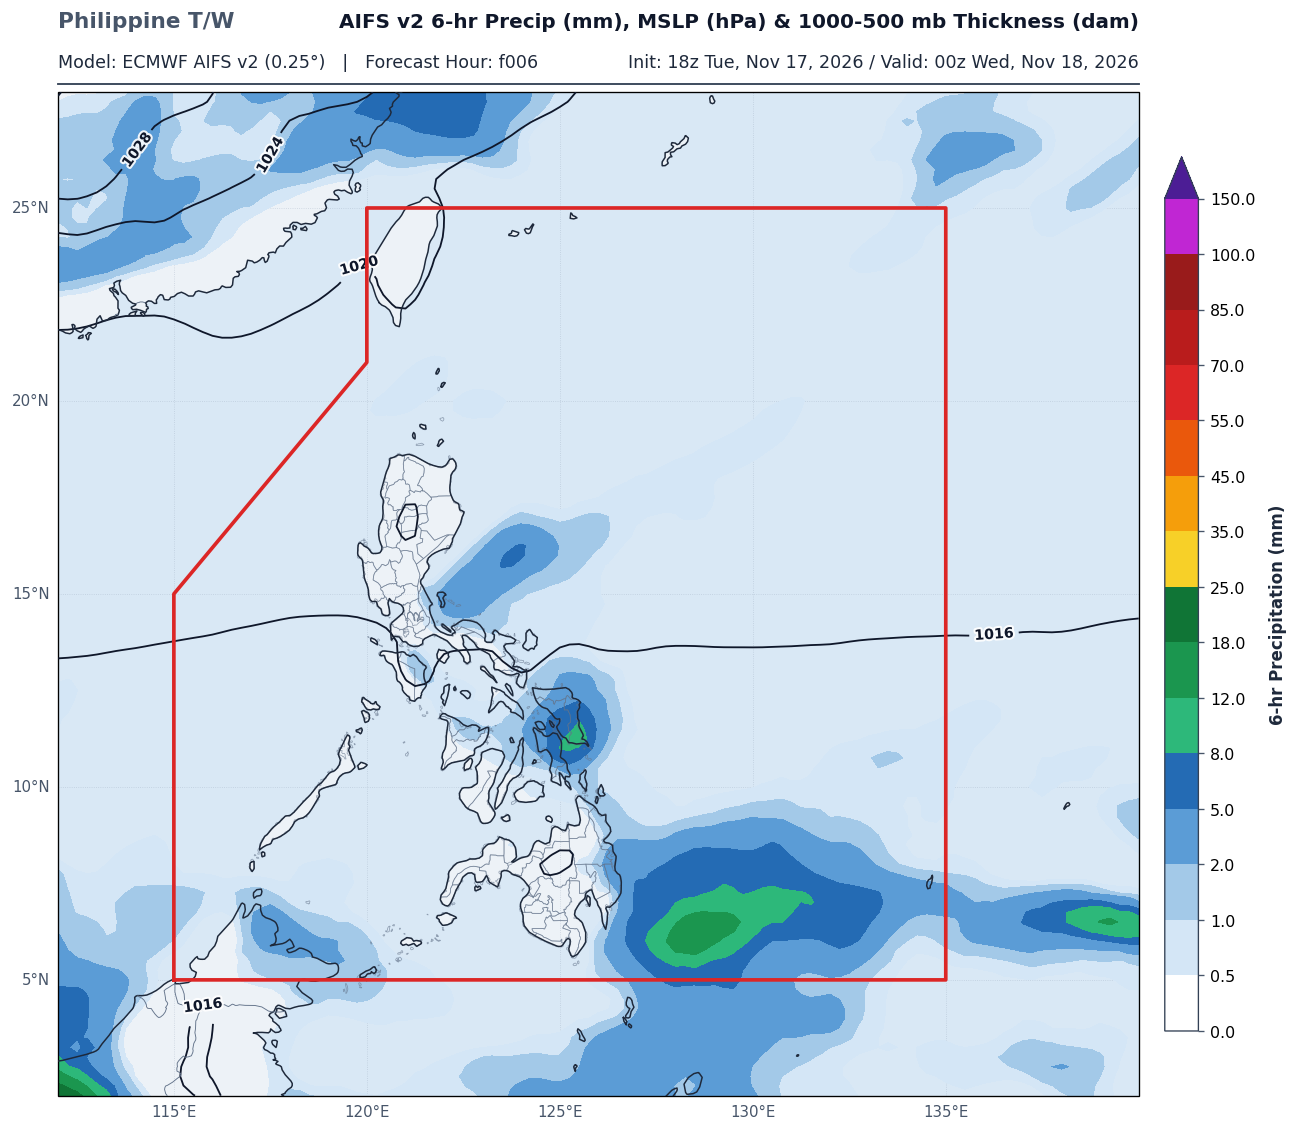 Philippine T/W
AIFS v2 6-hr Precip (mm), MSLP (hPa) & 1000-500 mb Thickness (dam)
Model: ECMWF AIFS v2 (0.25°)   |   Forecast Hour: f006
Init: 18z Tue, Nov 17, 2026 / Valid: 00z Wed, Nov 18, 2026
1028
1024
1020
1016
1016
25°N
20°N
15°N
10°N
5°N
115°E
120°E
125°E
130°E
135°E
150.0
100.0
85.0
70.0
55.0
45.0
35.0
25.0
18.0
12.0
8.0
5.0
2.0
1.0
0.5
0.0
6-hr Precipitation (mm)